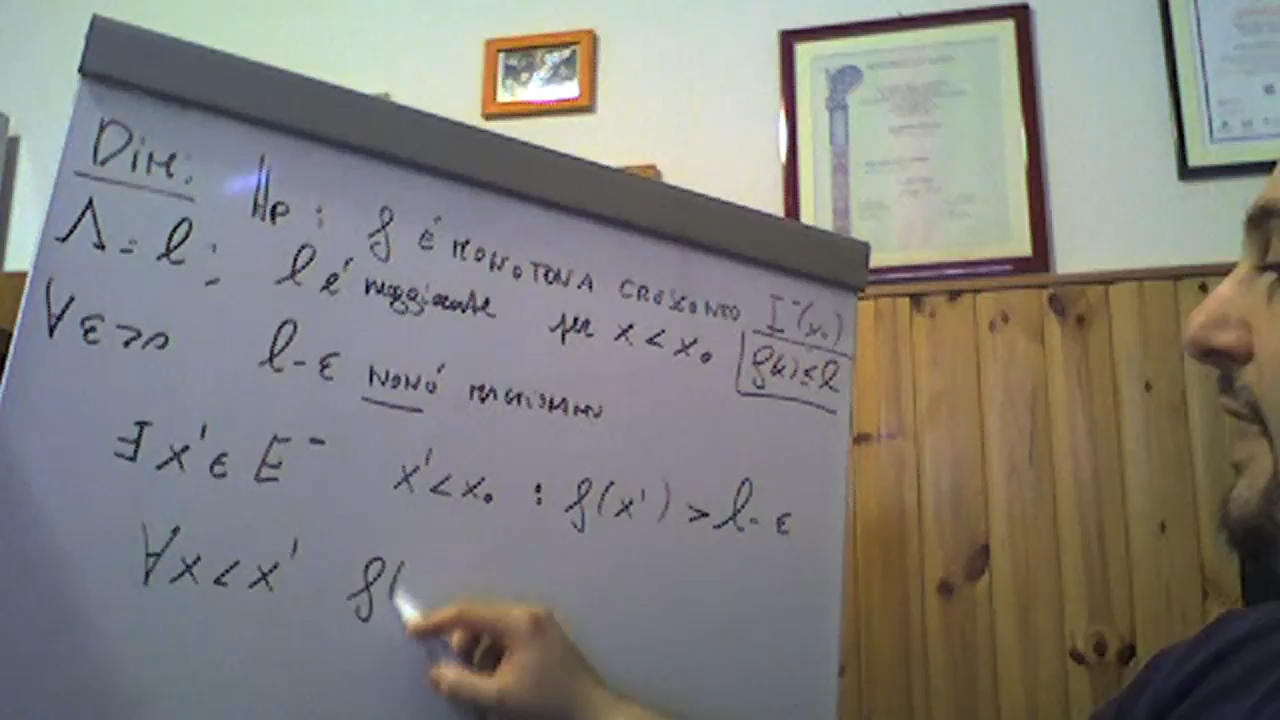 Dim: Hp: f é MONOTONA CRESCENTE I⁻(x₀)
Λ = l; l é maggiorante per x < x₀ f(x) ≤ l
∀ε>0 l-ε NON é MAGGIORANTE
∃ x' ∈ E⁻ x' < x₀ : f(x') > l-ε
∀x < x' f(